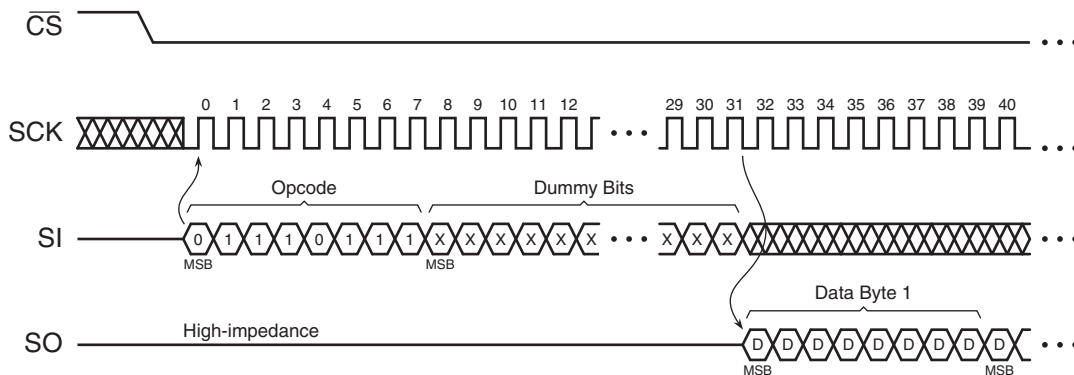 CS
0 1 2 3 4 5 6 7 8 9 10 11 12 29 30 31 32 33 34 35 36 37 38 39 40
SCK
Opcode Dummy Bits
SI 0 1 1 1 0 1 1 1 X X X X X X X X X
MSB MSB
Data Byte 1
High-impedance
SO D D D D D D D D D
MSB MSB